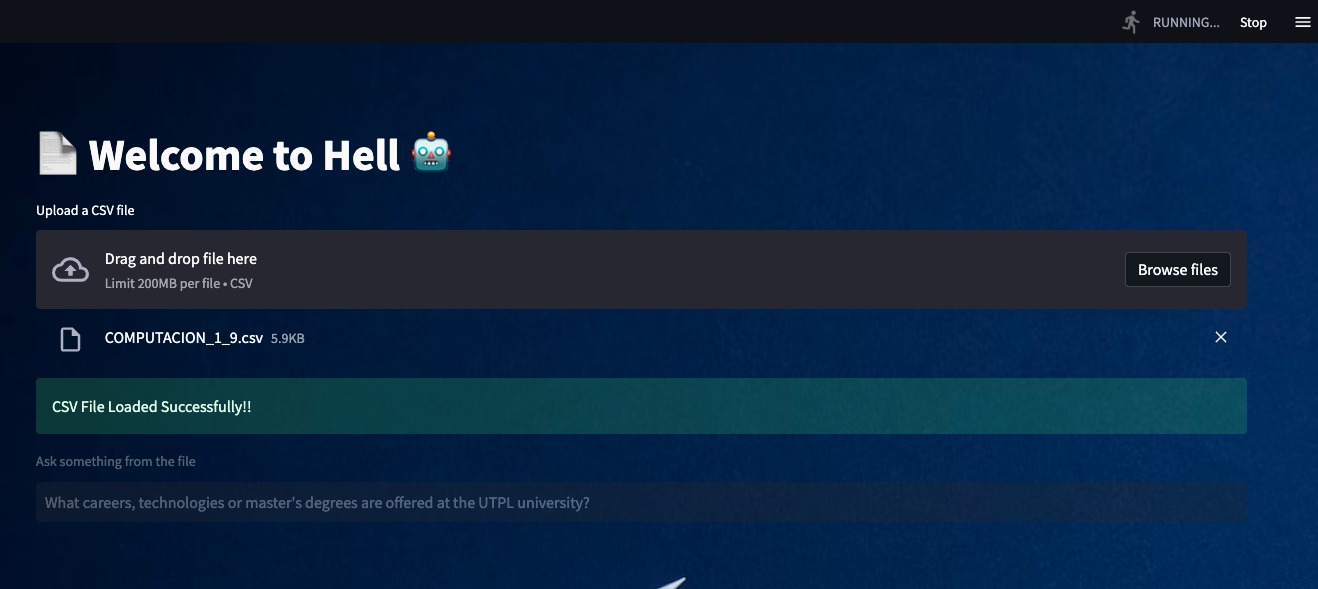 RUNNING... Stop
Welcome to Hell
Upload a CSV file
Drag and drop file here
Limit 200MB per file • CSV
Browse files
COMPUTACION_1_9.csv 5.9KB
CSV File Loaded Successfully!!
Ask something from the file
What careers, technologies or master's degrees are offered at the UTPL university?